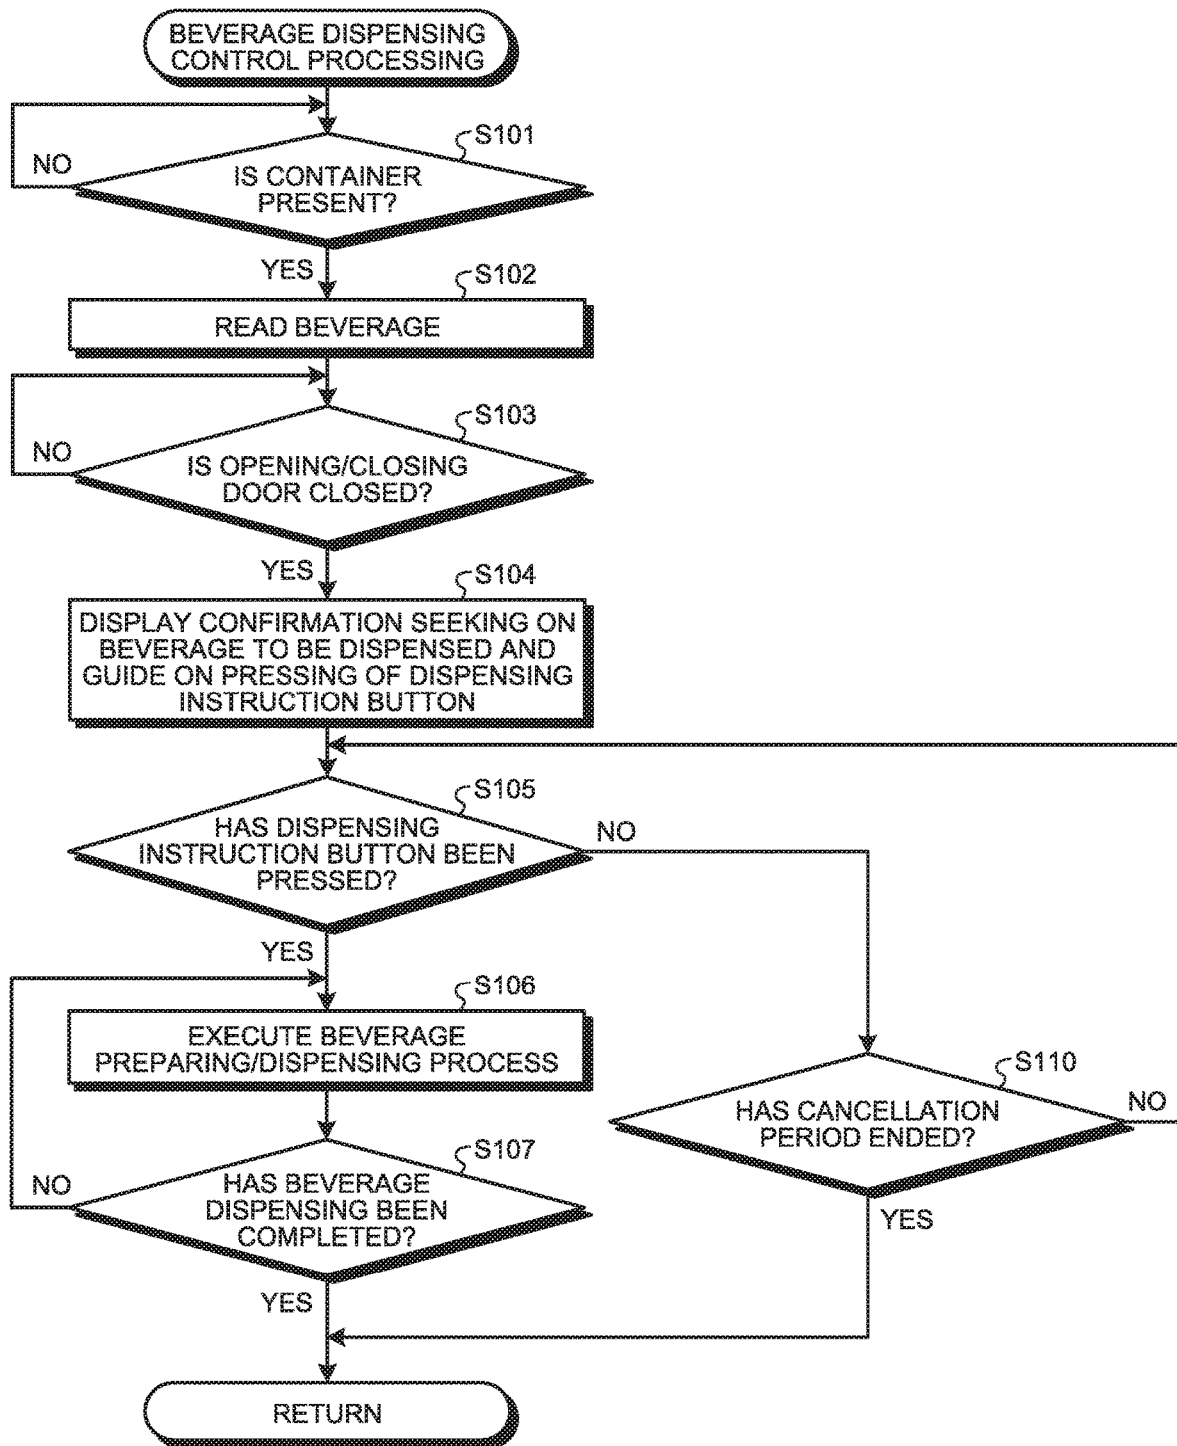 BEVERAGE DISPENSING
CONTROL PROCESSING
S101
NO
IS CONTAINER
PRESENT?
YES
S102
READ BEVERAGE
S103
NO
IS OPENING/CLOSING
DOOR CLOSED?
YES
S104
DISPLAY CONFIRMATION SEEKING ON
BEVERAGE TO BE DISPENSED AND
GUIDE ON PRESSING OF DISPENSING
INSTRUCTION BUTTON
S105
HAS DISPENSING
INSTRUCTION BUTTON BEEN
PRESSED?
NO
YES
S106
EXECUTE BEVERAGE
PREPARING/DISPENSING PROCESS
S110
HAS CANCELLATION
PERIOD ENDED?
NO
YES
S107
NO
HAS BEVERAGE
DISPENSING BEEN
COMPLETED?
YES
RETURN